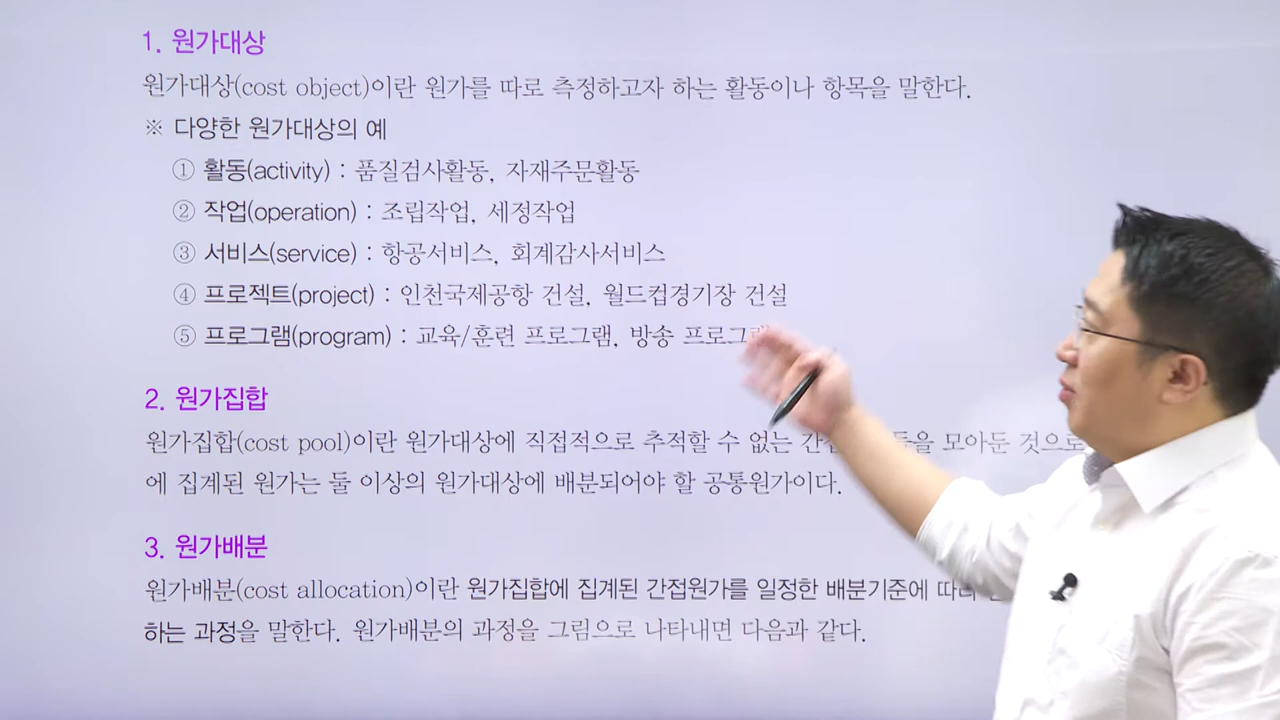 1. 원가대상
원가대상(cost object)이란 원가를 따로 측정하고자 하는 활동이나 항목을 말한다.
※ 다양한 원가대상의 예
① 활동(activity) : 품질검사활동, 자재주문활동
② 작업(operation) : 조립작업, 세정작업
③ 서비스(service) : 항공서비스, 회계감사서비스
④ 프로젝트(project) : 인천국제공항 건설, 월드컵경기장 건설
⑤ 프로그램(program) : 교육/훈련 프로그램, 방송 프로그램
2. 원가집합
원가집합(cost pool)이란 원가대상에 직접적으로 추적할 수 없는 모아둔 것으로
에 집계된 원가는 둘 이상의 원가대상에 배분되어야 할 공통원가이다.
3. 원가배분
원가배분(cost allocation)이란 원가집합에 집계된 간접원가를 일정한 배분기준에 따라
하는 과정을 말한다. 원가배분의 과정을 그림으로 나타내면 다음과 같다.